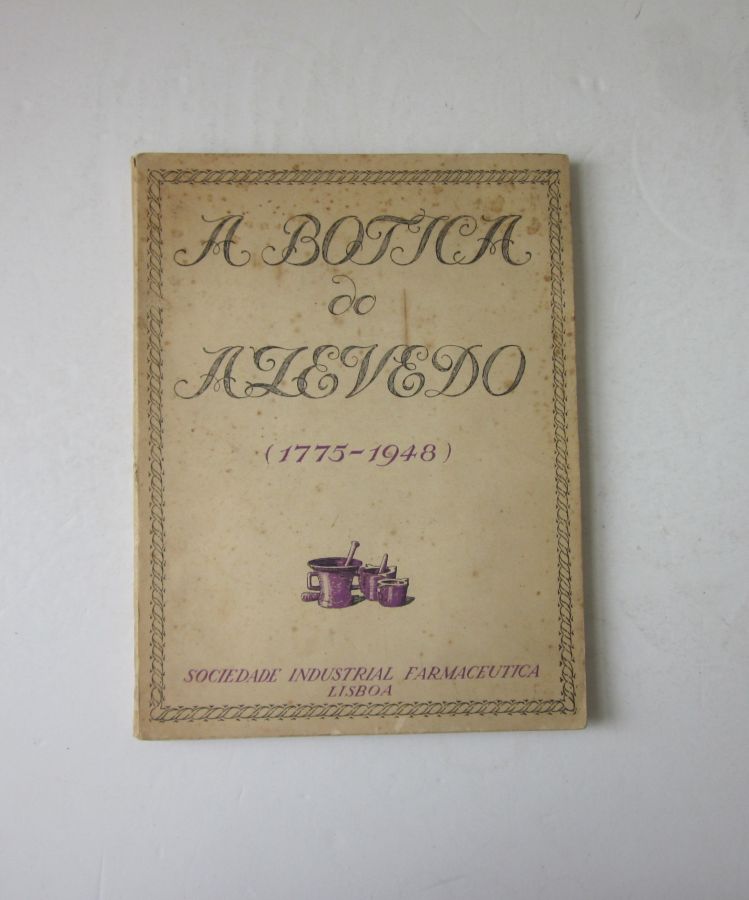 A BOTICA
do
AZEVEDO
(1775-1948)
SOCIEDADE INDUSTRIAL FARMACEUTICA
LISBOA